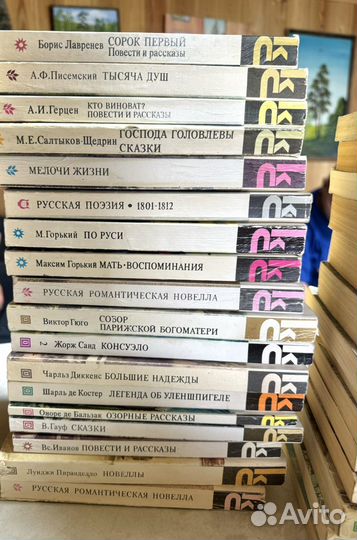 Борис Лавренев СОРОК ПЕРВЫЙ
Повести и рассказы
А.Ф.Писемский ТЫСЯЧА ДУШ
А.И.Герцен КТО ВИНОВАТ?
ПОВЕСТИ И РАССКАЗЫ
М.Е.Салтыков-Щедрин ГОСПОДА ГОЛОВЛЕВЫ
СКАЗКИ
МЕЛОЧИ ЖИЗНИ
РУССКАЯ ПОЭЗИЯ • 1801-1812
М.Горький ПО РУСИ
Максим Горький МАТЬ·ВОСПОМИНАНИЯ
РУССКАЯ РОМАНТИЧЕСКАЯ НОВЕЛЛА
Виктор Гюго СОБОР
ПАРИЖСКОЙ БОГОМАТЕРИ
2 Жорж Санд КОНСУЭЛО
Чарльз Диккенс БОЛЬШИЕ НАДЕЖДЫ
Шарль де Костер ЛЕГЕНДА ОБ УЛЕНШПИГЕЛЕ
Оноре де Бальзак ОЗОРНЫЕ РАССКАЗЫ
В.Гауф СКАЗКИ
Вс.Иванов ПОВЕСТИ И РАССКАЗЫ
Луиджи Пиранделло НОВЕЛЛЫ
РУССКАЯ РОМАНТИЧЕСКАЯ НОВЕЛЛА
Avito